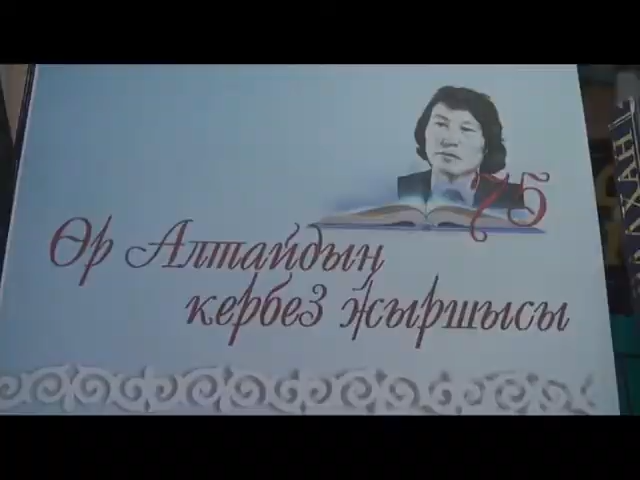 75
Өр Алтайдың
кербез жыршысы